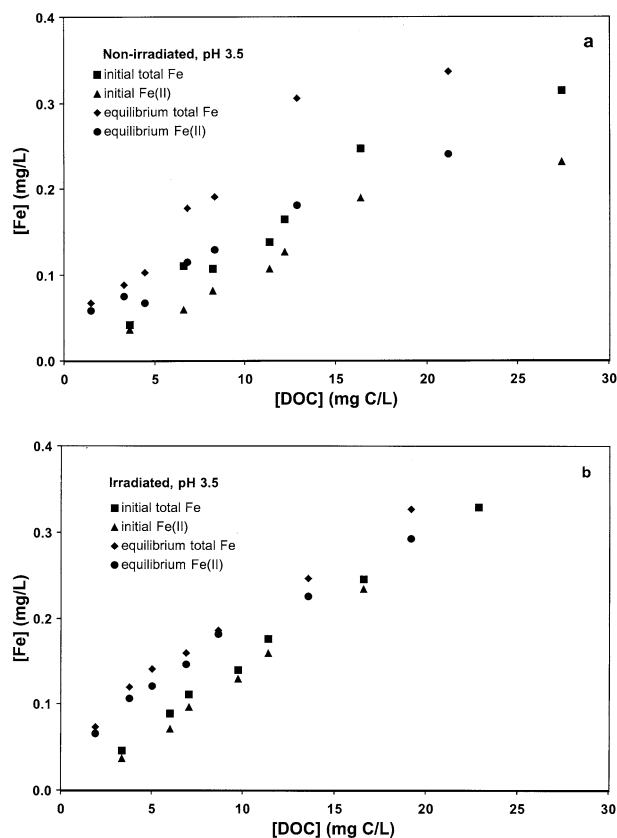 0.4
a
Non-irradiated, pH 3.5
initial total Fe
initial Fe(II)
equilibrium total Fe
equilibrium Fe(II)
0.3
0.2
0.1
0.0
[Fe] (mg/L)
0 5 10 15 20 25 30
[DOC] (mg C/L)
0.4
b
Irradiated, pH 3.5
initial total Fe
initial Fe(II)
equilibrium total Fe
equilibrium Fe(II)
0.3
0.2
0.1
0.0
[Fe] (mg/L)
0 5 10 15 20 25 30
[DOC] (mg C/L)